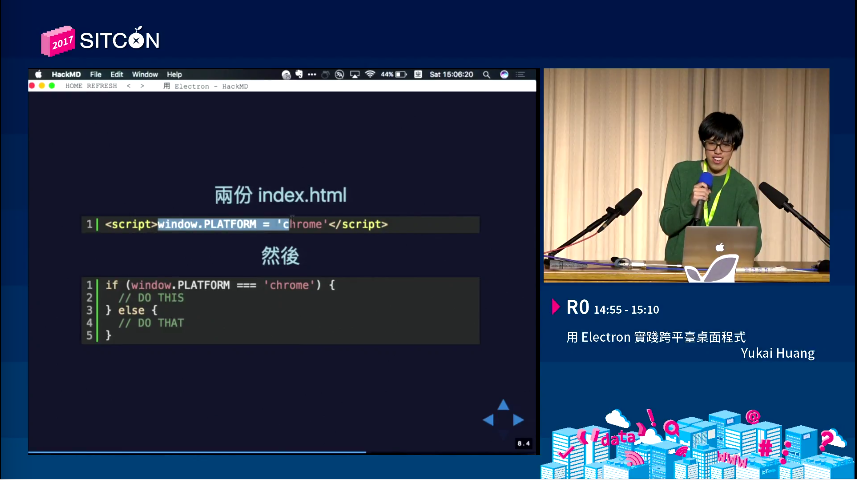 2017 SITCON
HackMD File Edit Window Help 44% Sat 15:06:20
HOME REFRESH < > 用 Electron - HackMD
兩份 index.html
1 <script>window.PLATFORM = 'chrome'</script>
然後
1 if (window.PLATFORM === 'chrome') {
2 // DO THIS
3 } else {
4 // DO THAT
5 }
8.4
R0 14:55 - 15:10
用 Electron 實踐跨平臺桌面程式
Yukai Huang
data
! @ # ?
www